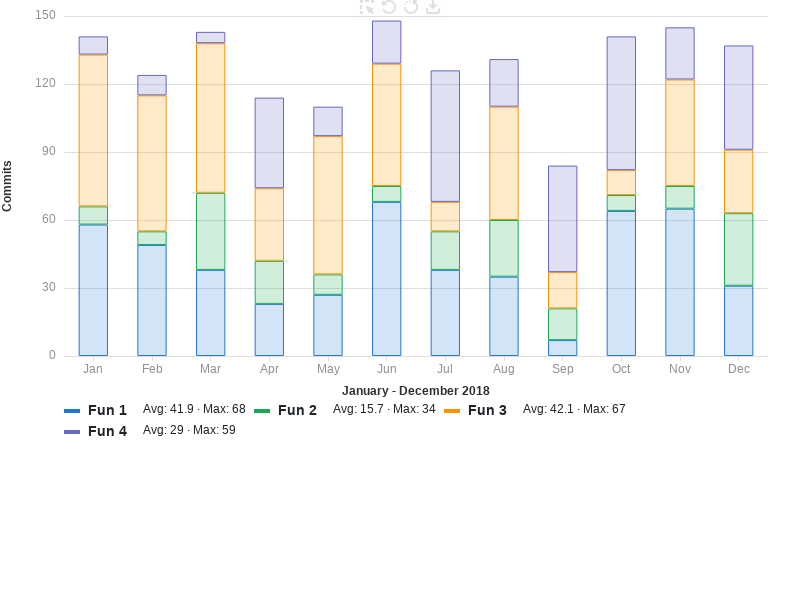 150
120
90
60
30
0
Commits
Jan Feb Mar Apr May Jun Jul Aug Sep Oct Nov Dec
January - December 2018
Fun 1 Avg: 41.9 · Max: 68 Fun 2 Avg: 15.7 · Max: 34 Fun 3 Avg: 42.1 · Max: 67
Fun 4 Avg: 29 · Max: 59